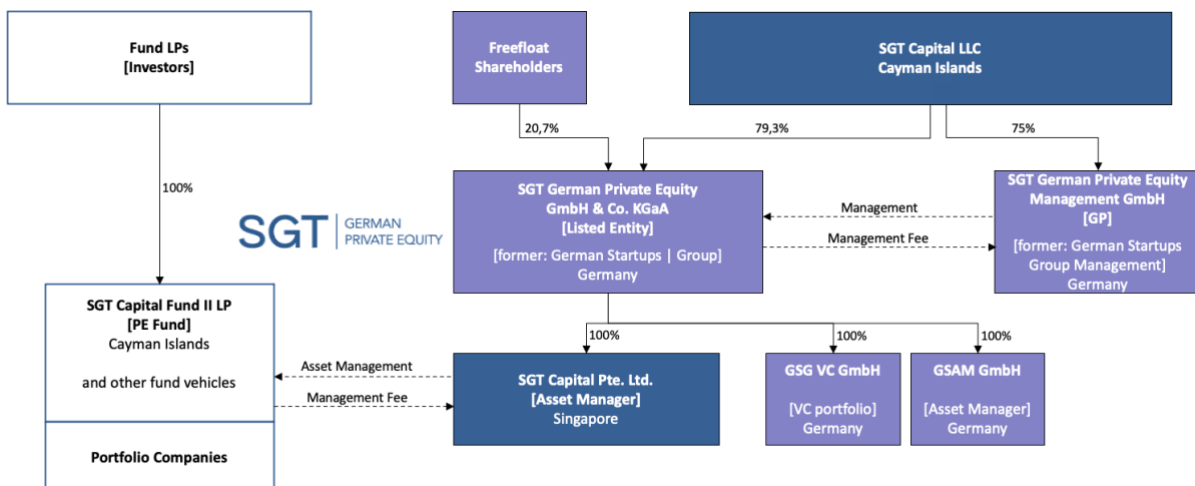 Fund LPs
[Investors]
Freefloat
Shareholders
SGT Capital LLC
Cayman Islands
20,7%
79,3%
75%
100%
SGT German Private Equity
GmbH & Co. KGaA
[Listed Entity]
[former: German Startups | Group]
Germany
Management
Management Fee
SGT German Private Equity
Management GmbH
[GP]
[former: German Startups
Group Management]
Germany
SGT
GERMAN
PRIVATE EQUITY
SGT Capital Fund II LP
[PE Fund]
Cayman Islands
and other fund vehicles
Portfolio Companies
Asset Management
Management Fee
100%
100%
100%
SGT Capital Pte. Ltd.
[Asset Manager]
Singapore
GSG VC GmbH
[VC portfolio]
Germany
GSAM GmbH
[Asset Manager]
Germany